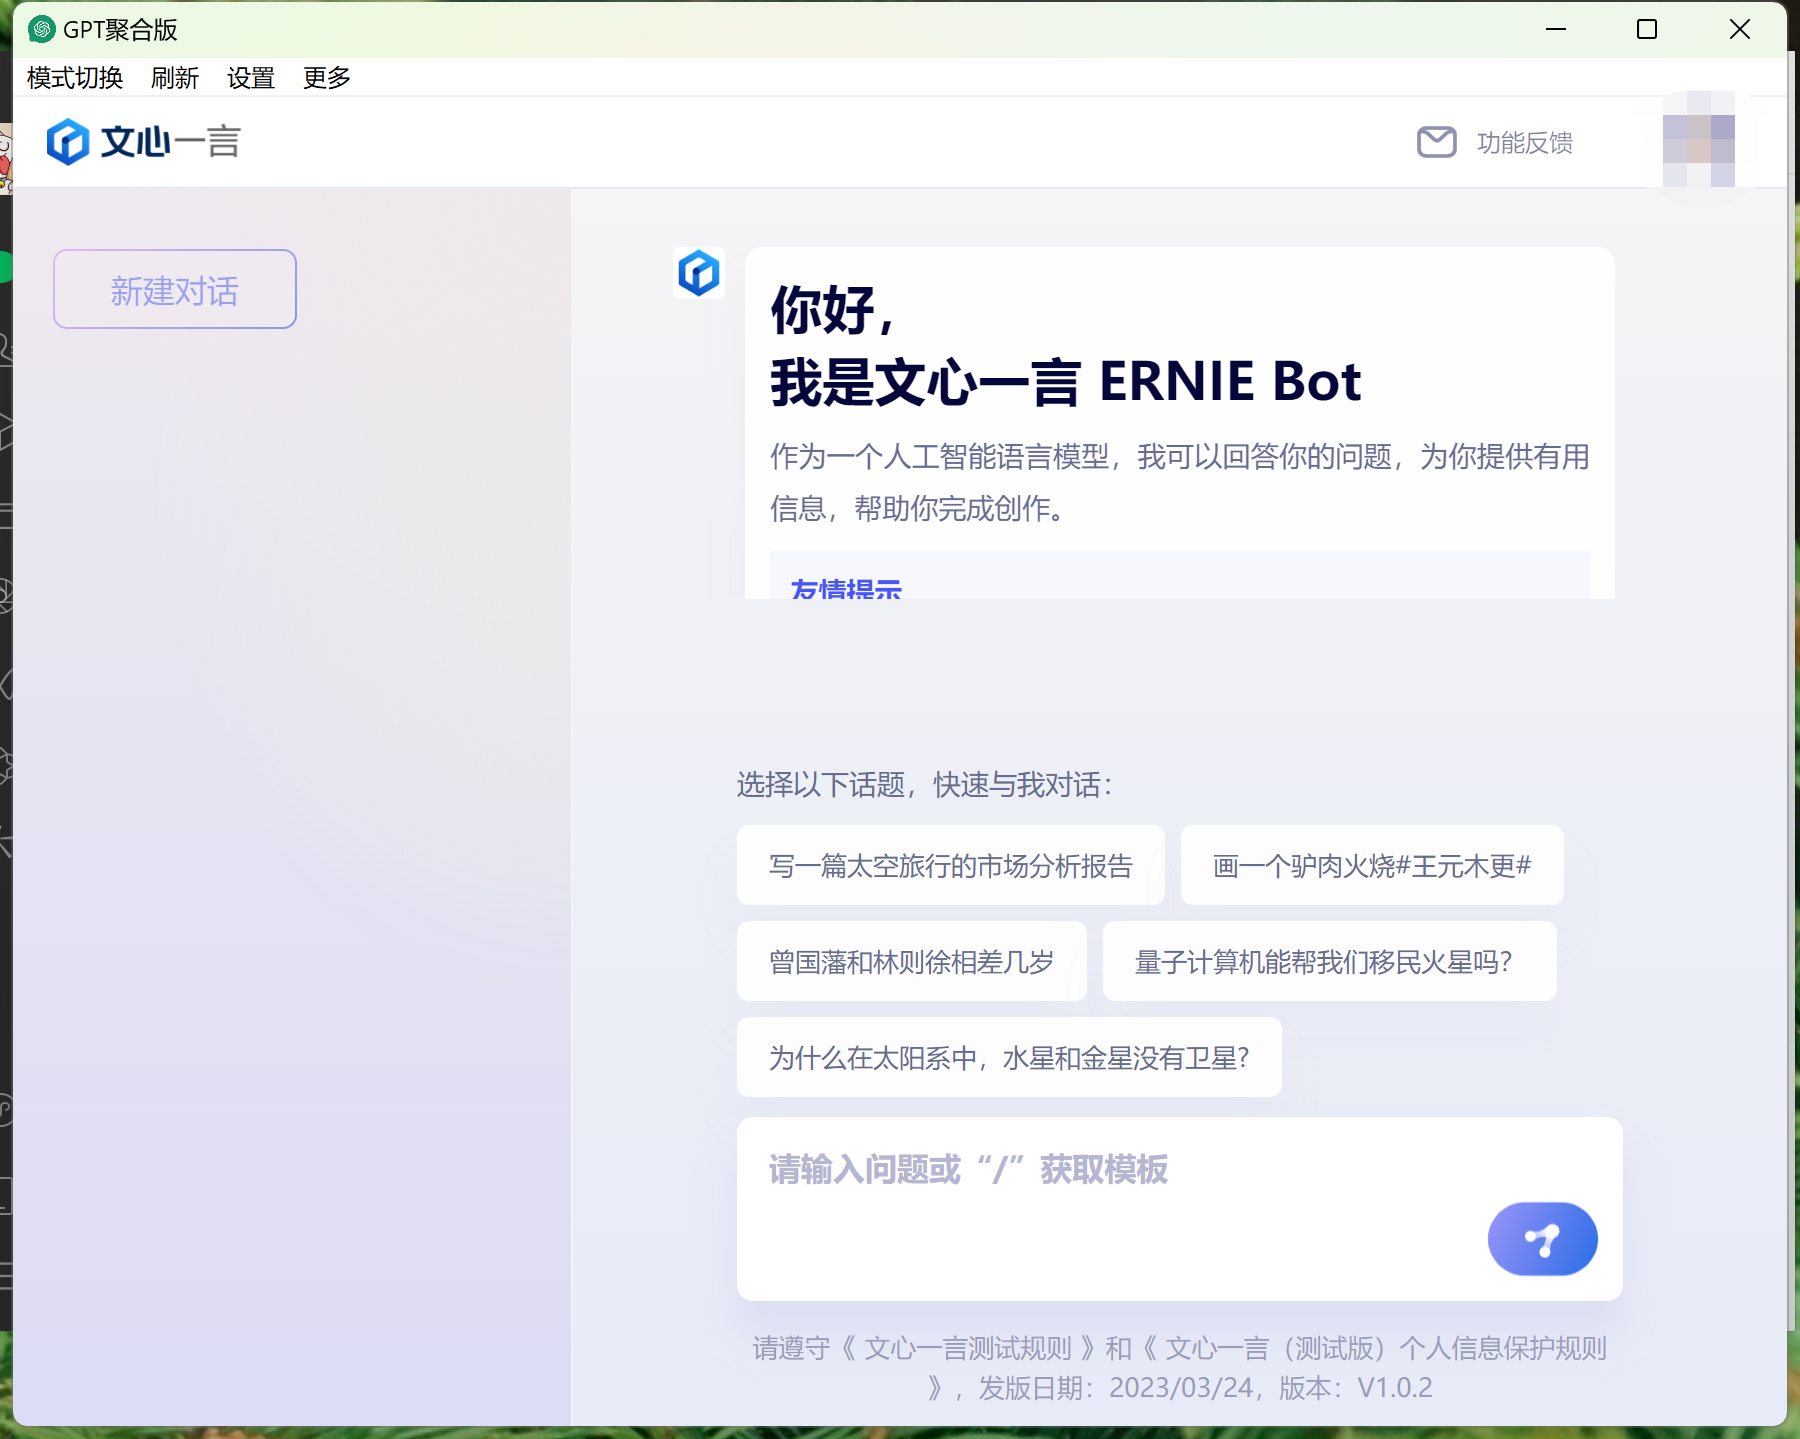 GPT聚合版
模式切换 刷新 设置 更多
文心一言
功能反馈
新建对话
你好，
我是文心一言 ERNIE Bot
作为一个人工智能语言模型，我可以回答你的问题，为你提供有用
信息，帮助你完成创作。
友情提示
选择以下话题，快速与我对话：
写一篇太空旅行的市场分析报告
画一个驴肉火烧#王元木更#
曾国藩和林则徐相差几岁
量子计算机能帮我们移民火星吗？
为什么在太阳系中，水星和金星没有卫星？
请输入问题或“/”获取模板
请遵守《 文心一言测试规则 》和《 文心一言（测试版）个人信息保护规则
》，发版日期：2023/03/24，版本：V1.0.2